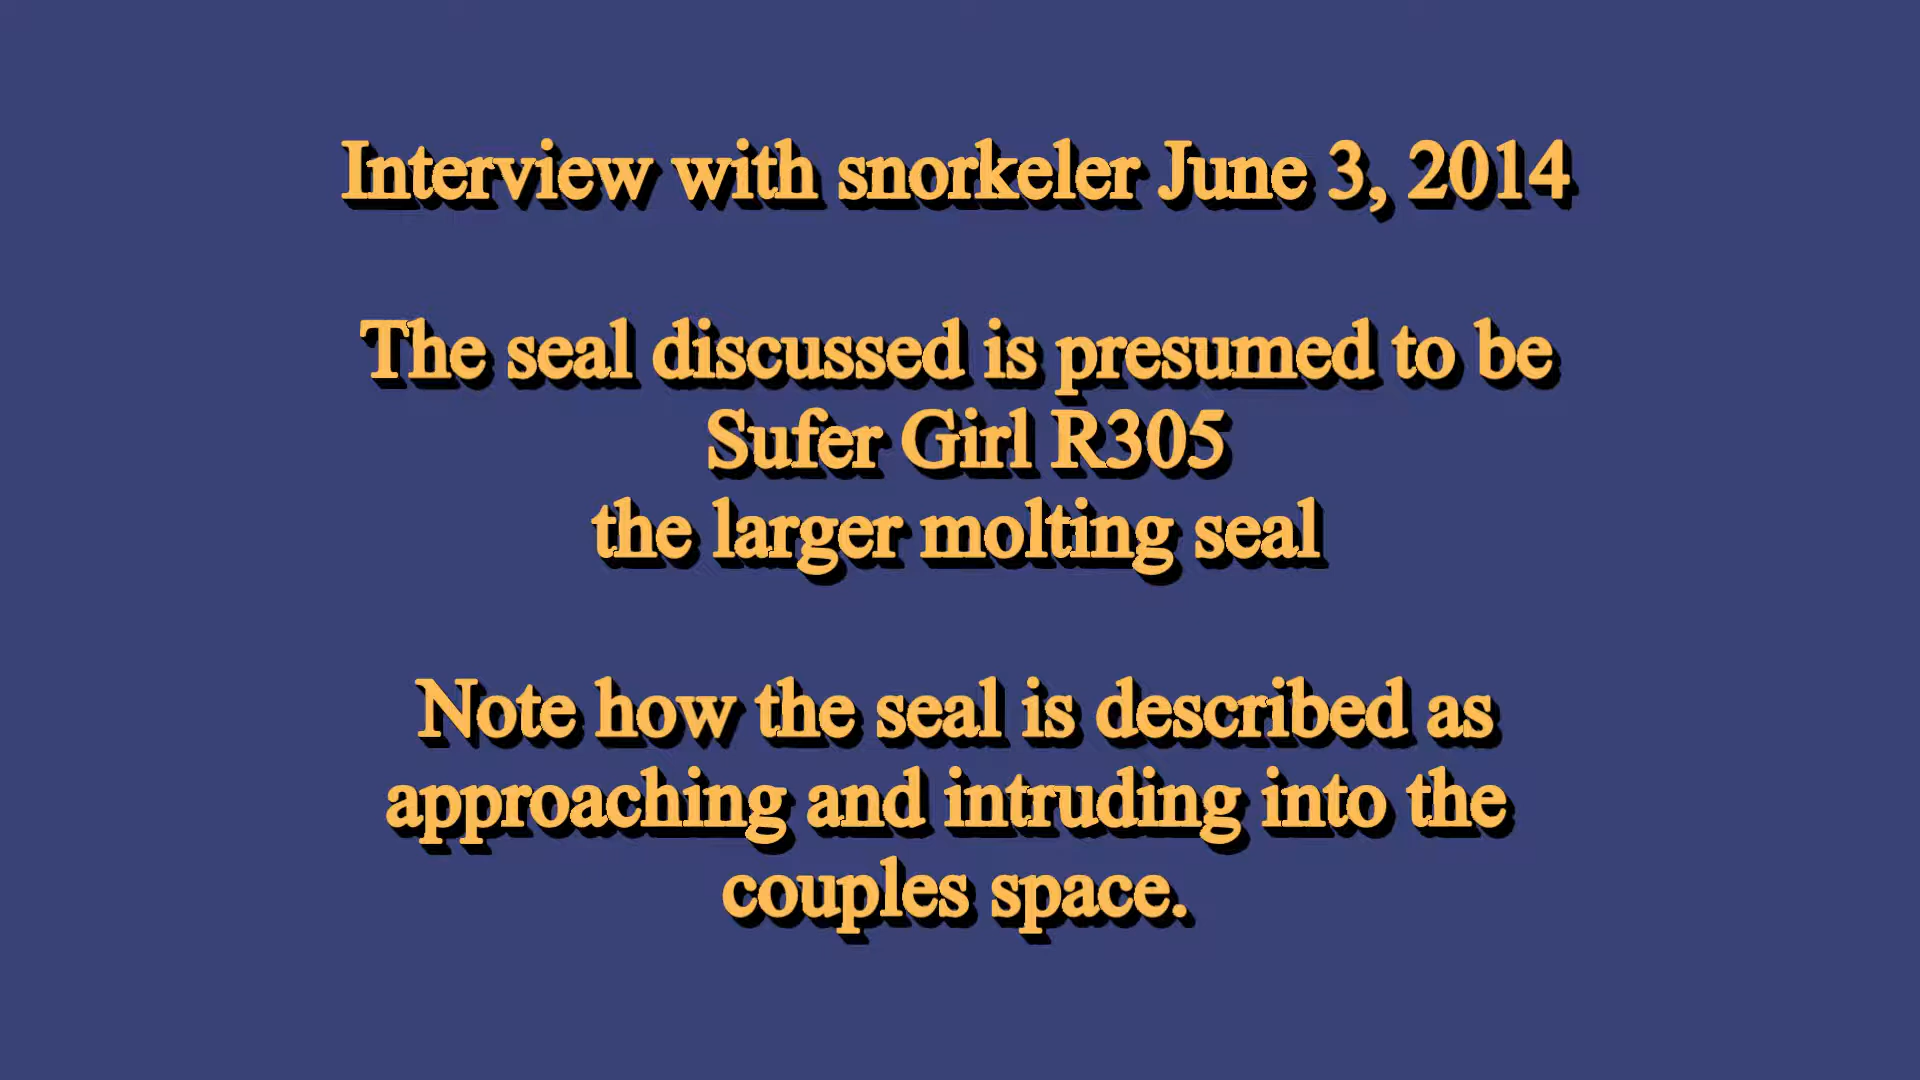 Interview with snorkeler June 3, 2014
The seal discussed is presumed to be
Sufer Girl R305
the larger molting seal
Note how the seal is described as
approaching and intruding into the
couples space.